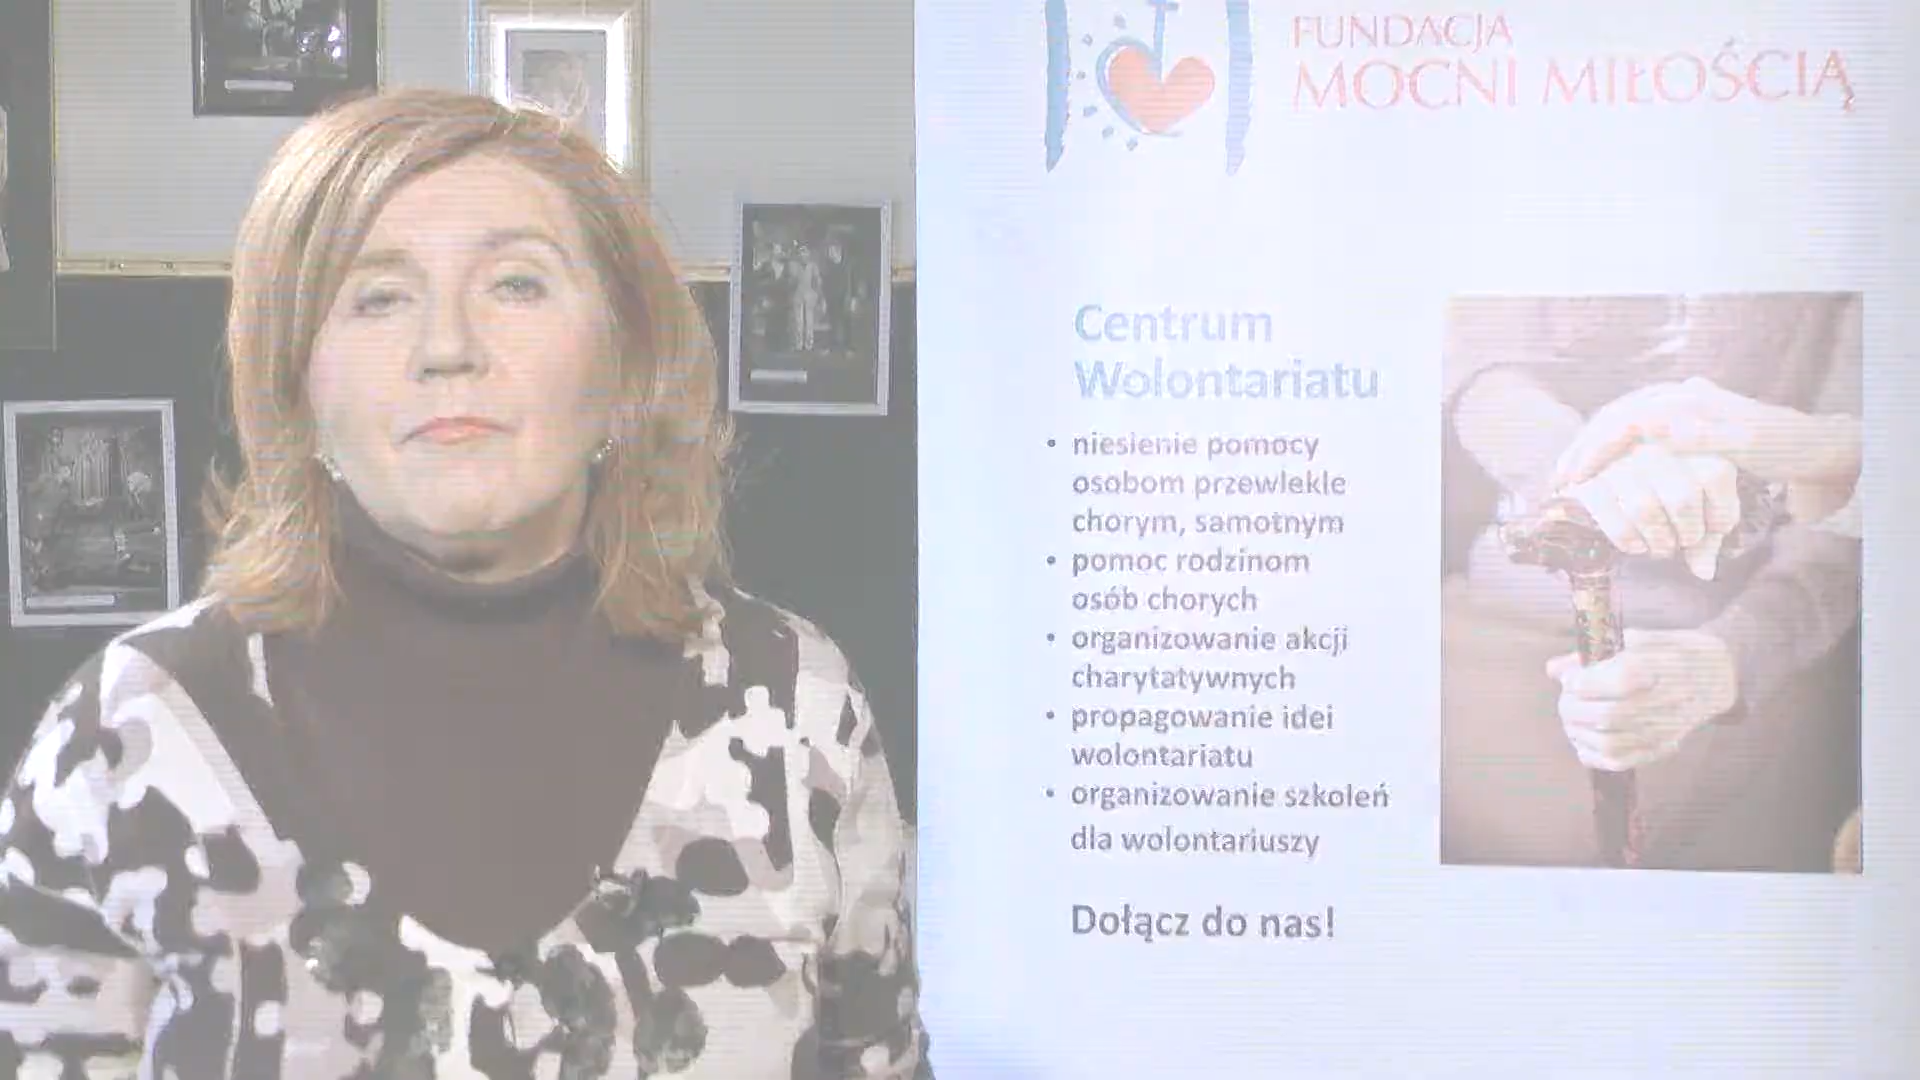 FUNDACJA
MOCNI MIŁOŚCIĄ
Centrum
Wolontariatu
• niesienie pomocy
osobom przewlekle
chorym, samotnym
• pomoc rodzinom
osób chorych
• organizowanie akcji
charytatywnych
• propagowanie idei
wolontariatu
• organizowanie szkoleń
dla wolontariuszy
Dołącz do nas!